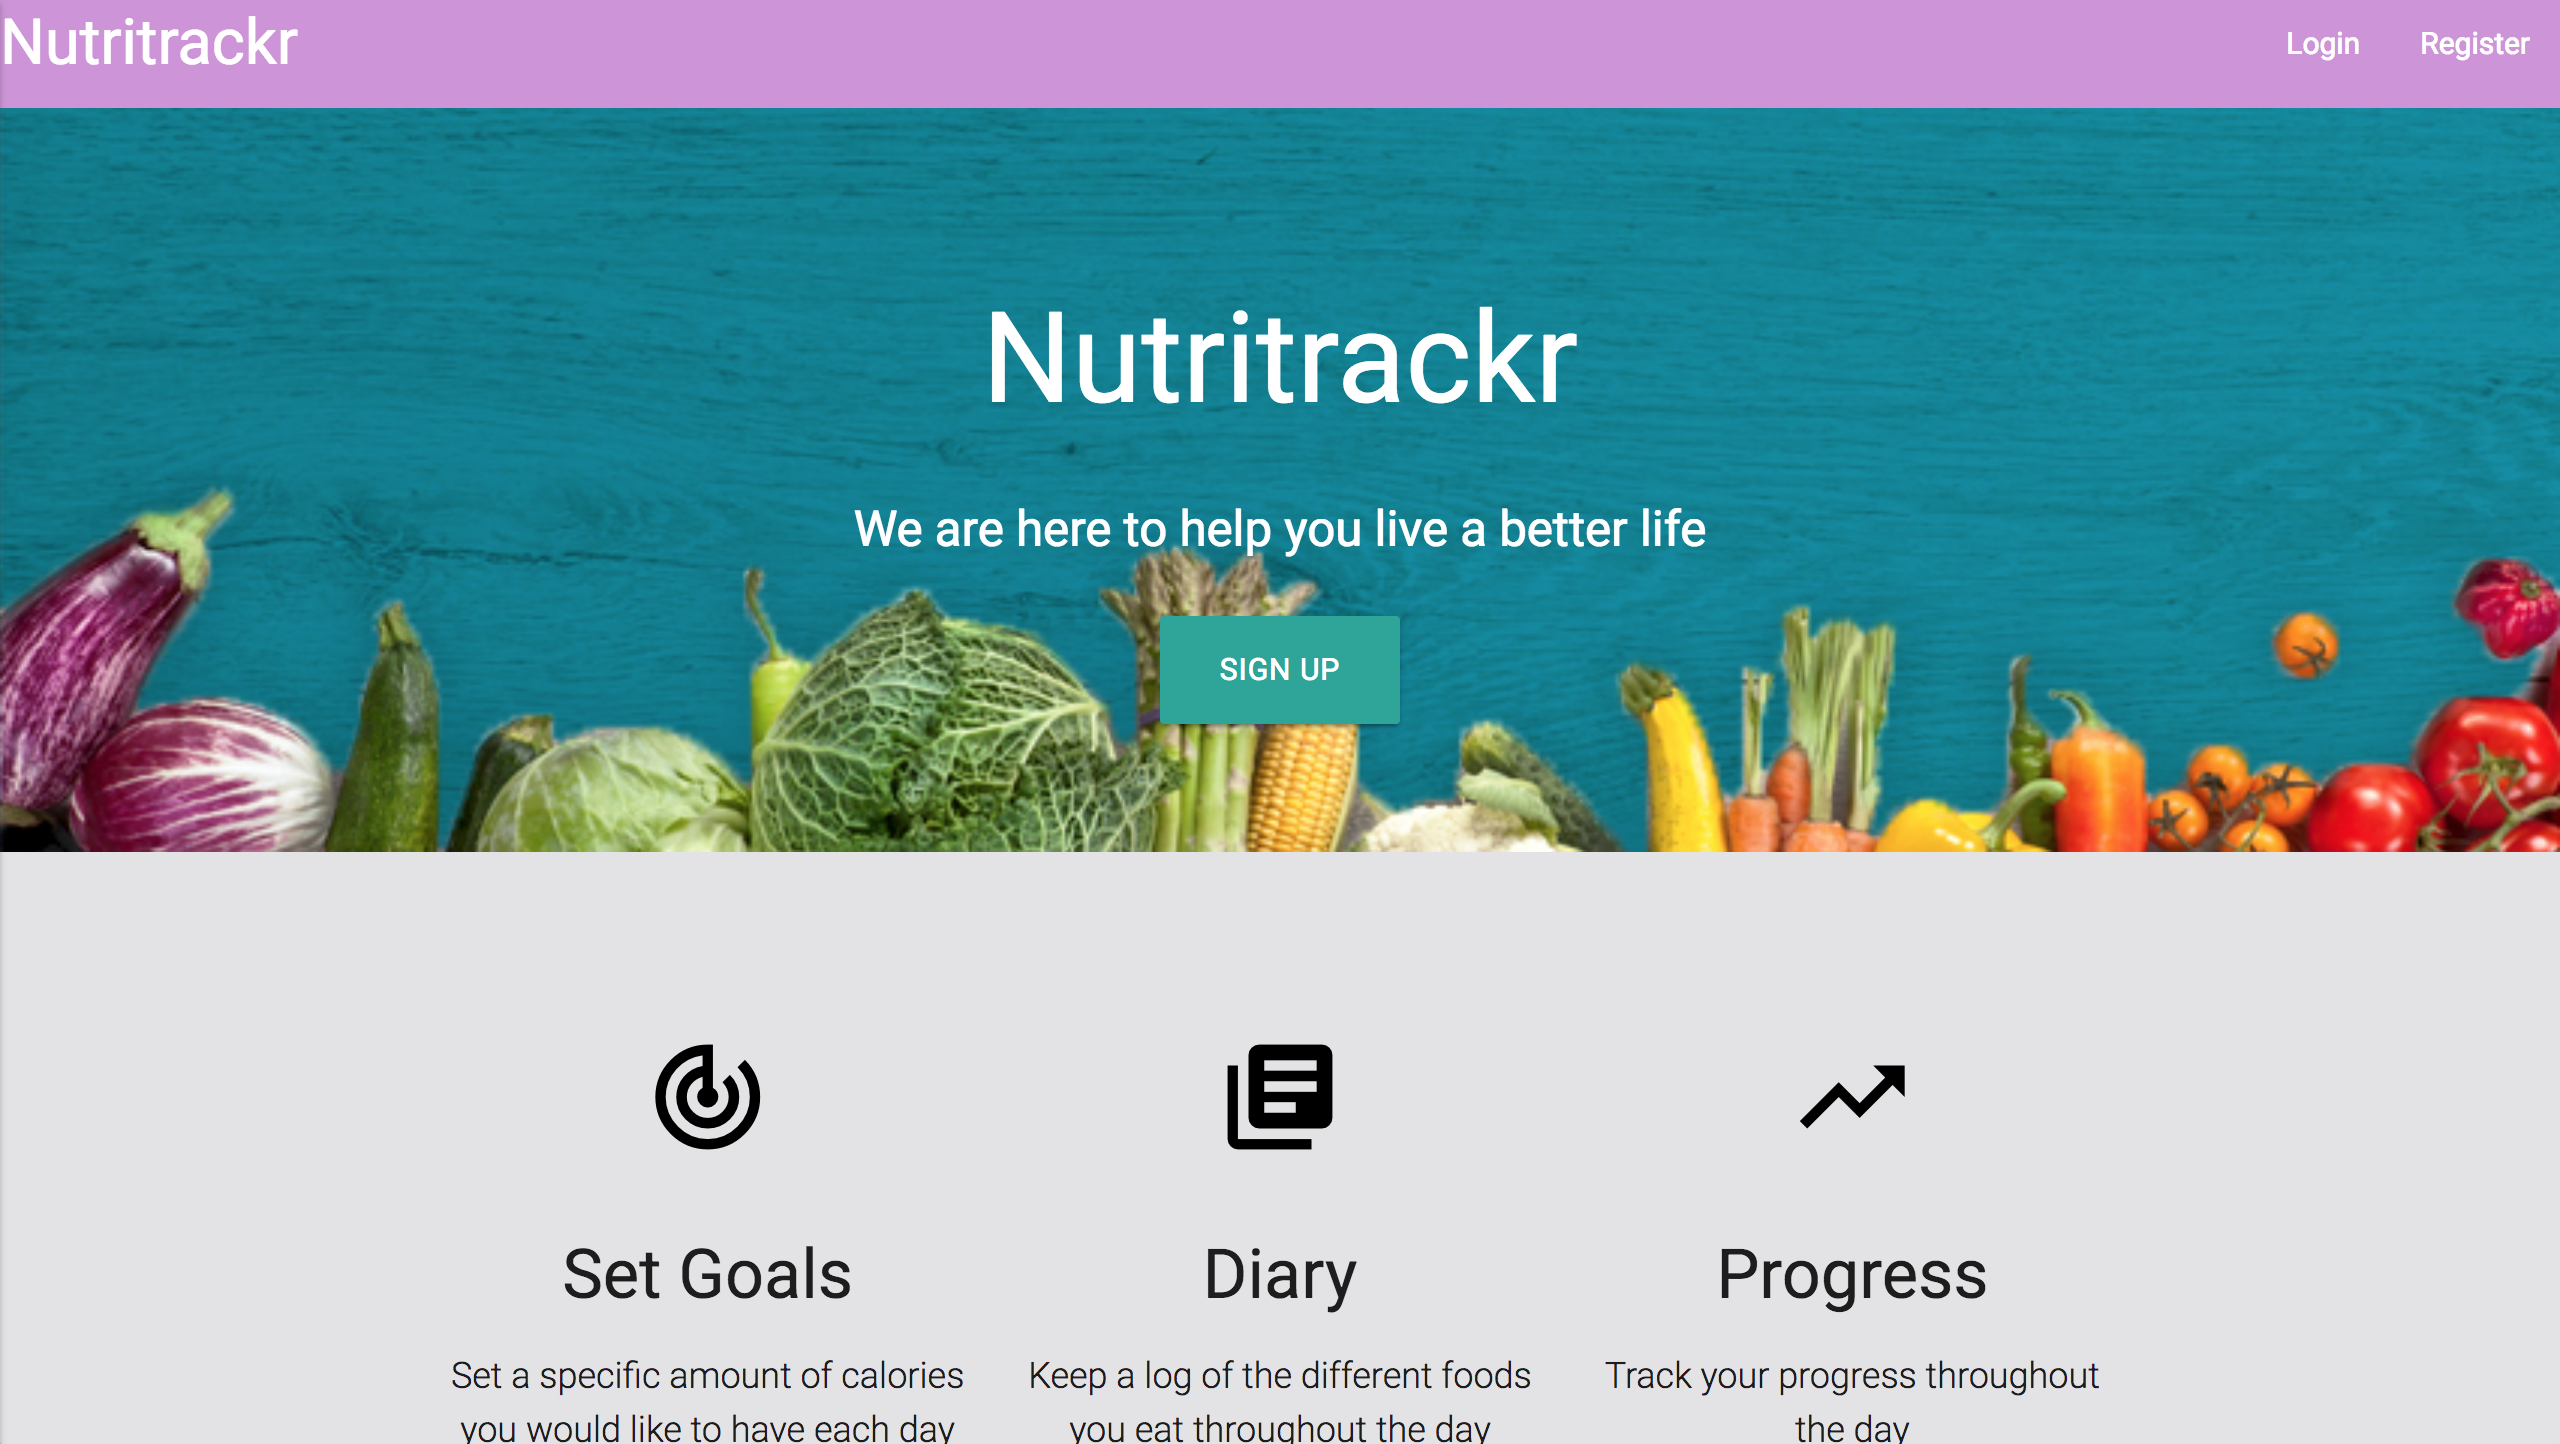 Nutritrackr
Login Register
Nutritrackr
We are here to help you live a better life
SIGN UP
Set Goals
Set a specific amount of calories
you would like to have each day
Diary
Keep a log of the different foods
you eat throughout the day
Progress
Track your progress throughout
the day